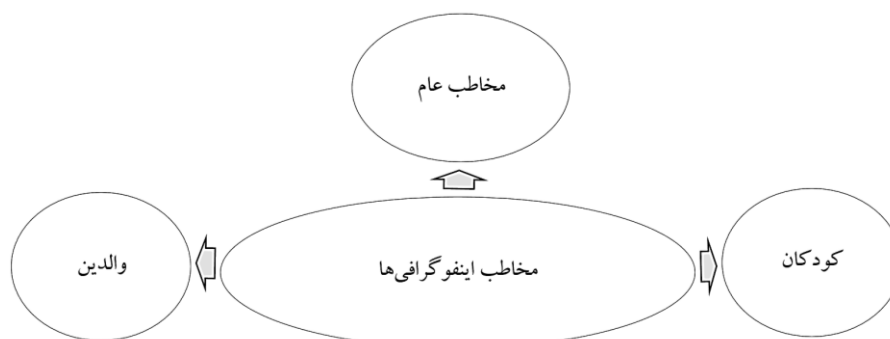 مخاطب عام
کودکان
مخاطب اینفوگرافی‌ها
والدین